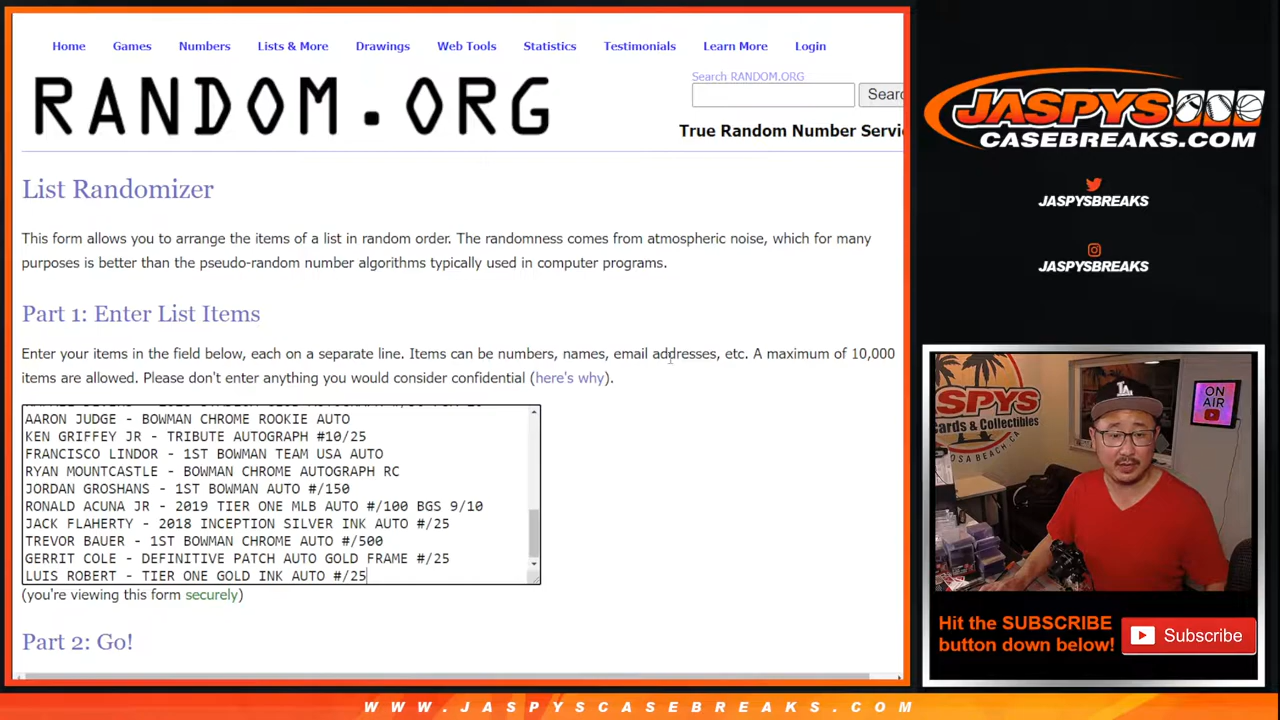 Home Games Numbers Lists & More Drawings Web Tools Statistics Testimonials Learn More Login
Search RANDOM.ORG
RANDOM.ORG
Searc
True Random Number Servi
List Randomizer
This form allows you to arrange the items of a list in random order. The randomness comes from atmospheric noise, which for many
purposes is better than the pseudo-random number algorithms typically used in computer programs.
Part 1: Enter List Items
Enter your items in the field below, each on a separate line. Items can be numbers, names, email addresses, etc. A maximum of 10,000
items are allowed. Please don't enter anything you would consider confidential (here's why).
AARON JUDGE - BOWMAN CHROME ROOKIE AUTO
KEN GRIFFEY JR - TRIBUTE AUTOGRAPH #10/25
FRANCISCO LINDOR - 1ST BOWMAN TEAM USA AUTO
RYAN MOUNTCASTLE - BOWMAN CHROME AUTOGRAPH RC
JORDAN GROSHANS - 1ST BOWMAN AUTO #/150
RONALD ACUNA JR - 2019 TIER ONE MLB AUTO #/100 BGS 9/10
JACK FLAHERTY - 2018 INCEPTION SILVER INK AUTO #/25
TREVOR BAUER - 1ST BOWMAN CHROME AUTO #/500
GERRIT COLE - DEFINITIVE PATCH AUTO GOLD FRAME #/25
LUIS ROBERT - TIER ONE GOLD INK AUTO #/25
(you're viewing this form securely)
Part 2: Go!
JASPYS
CASEBREAKS.COM
JASPYSBREAKS
JASPYSBREAKS
JASPYS
Cards & Collectibles
OSA BEACH CA
LA
ON
AIR
Hit the SUBSCRIBE
button down below!
Subscribe
WWW.JASPYSCASEBREAKS.COM